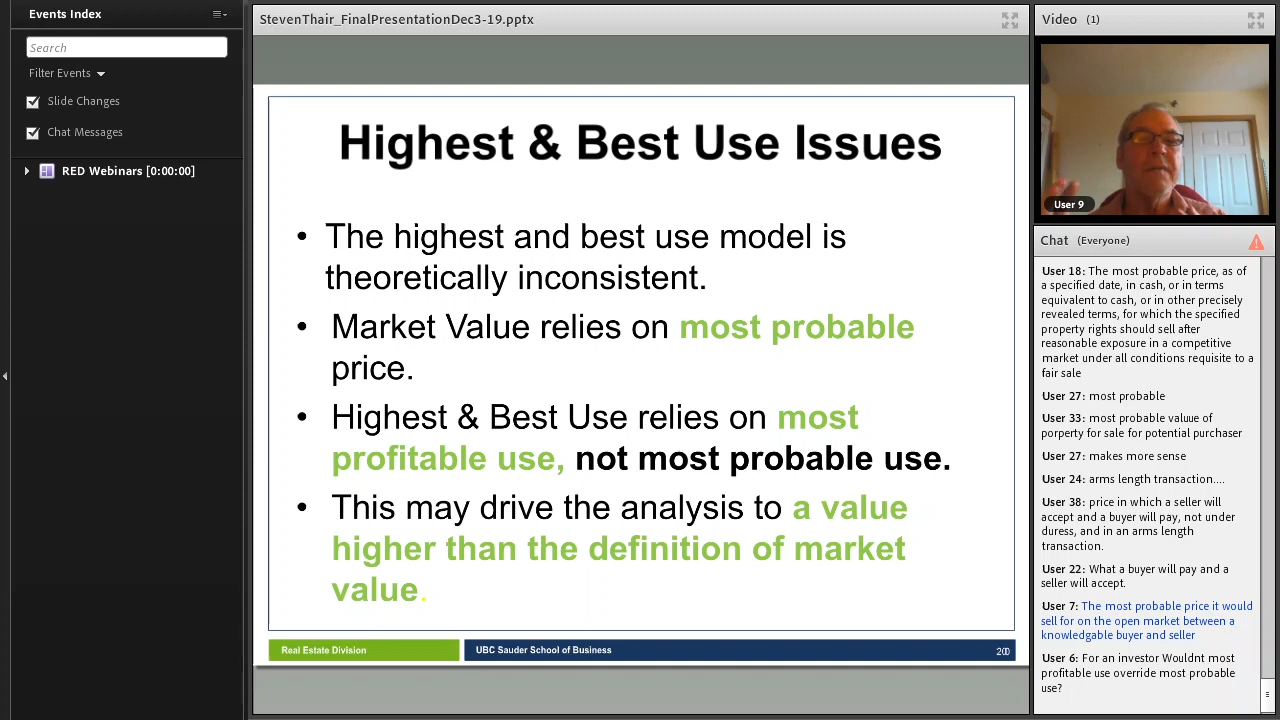 Events Index
Search
Filter Events
Slide Changes
Chat Messages
RED Webinars [0:00:00]
StevenThair_FinalPresentationDec3-19.pptx
Highest & Best Use Issues
• The highest and best use model is
theoretically inconsistent.
• Market Value relies on most probable
price.
• Highest & Best Use relies on most
profitable use, not most probable use.
• This may drive the analysis to a value
higher than the definition of market
value.
Real Estate Division
UBC Sauder School of Business
Video (1)
User 9
Chat (Everyone)
User 18: The most probable price, as of
a specified date, in cash, or in terms
equivalent to cash, or in other precisely
revealed terms, for which the specified
property rights should sell after
reasonable exposure in a competitive
market under all conditions requisite to a
fair sale
User 27: most probable
User 33: most probable valuwe of
porperty for sale for potential purchaser
User 27: makes more sense
User 24: arms length transaction....
User 38: price in which a seller will
accept and a buyer will pay, not under
duress, and in an arms length
transaction.
User 22: What a buyer will pay and a
seller will accept.
User 7: The most probable price it would
sell for on the open market between a
knowledgable buyer and seller
User 6: For an investor Wouldnt most
profitable use override most probable
use?